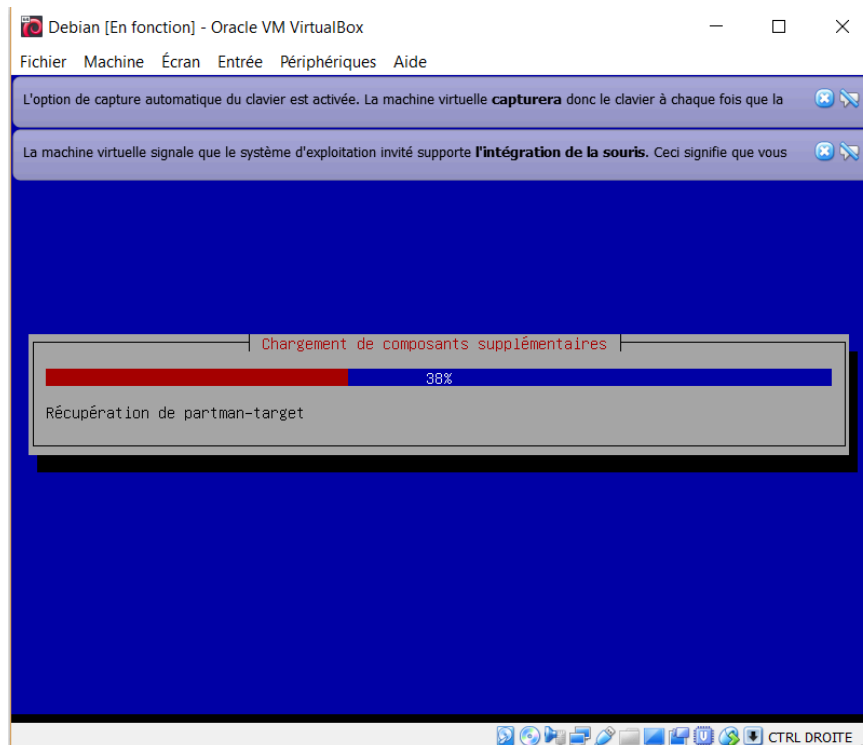 Debian [En fonction] - Oracle VM VirtualBox
Fichier Machine Écran Entrée Périphériques Aide
L'option de capture automatique du clavier est activée. La machine virtuelle capturera donc le clavier à chaque fois que la
La machine virtuelle signale que le système d'exploitation invité supporte l'intégration de la souris. Ceci signifie que vous
Chargement de composants supplémentaires
38%
Récupération de partman-target
CTRL DROITE